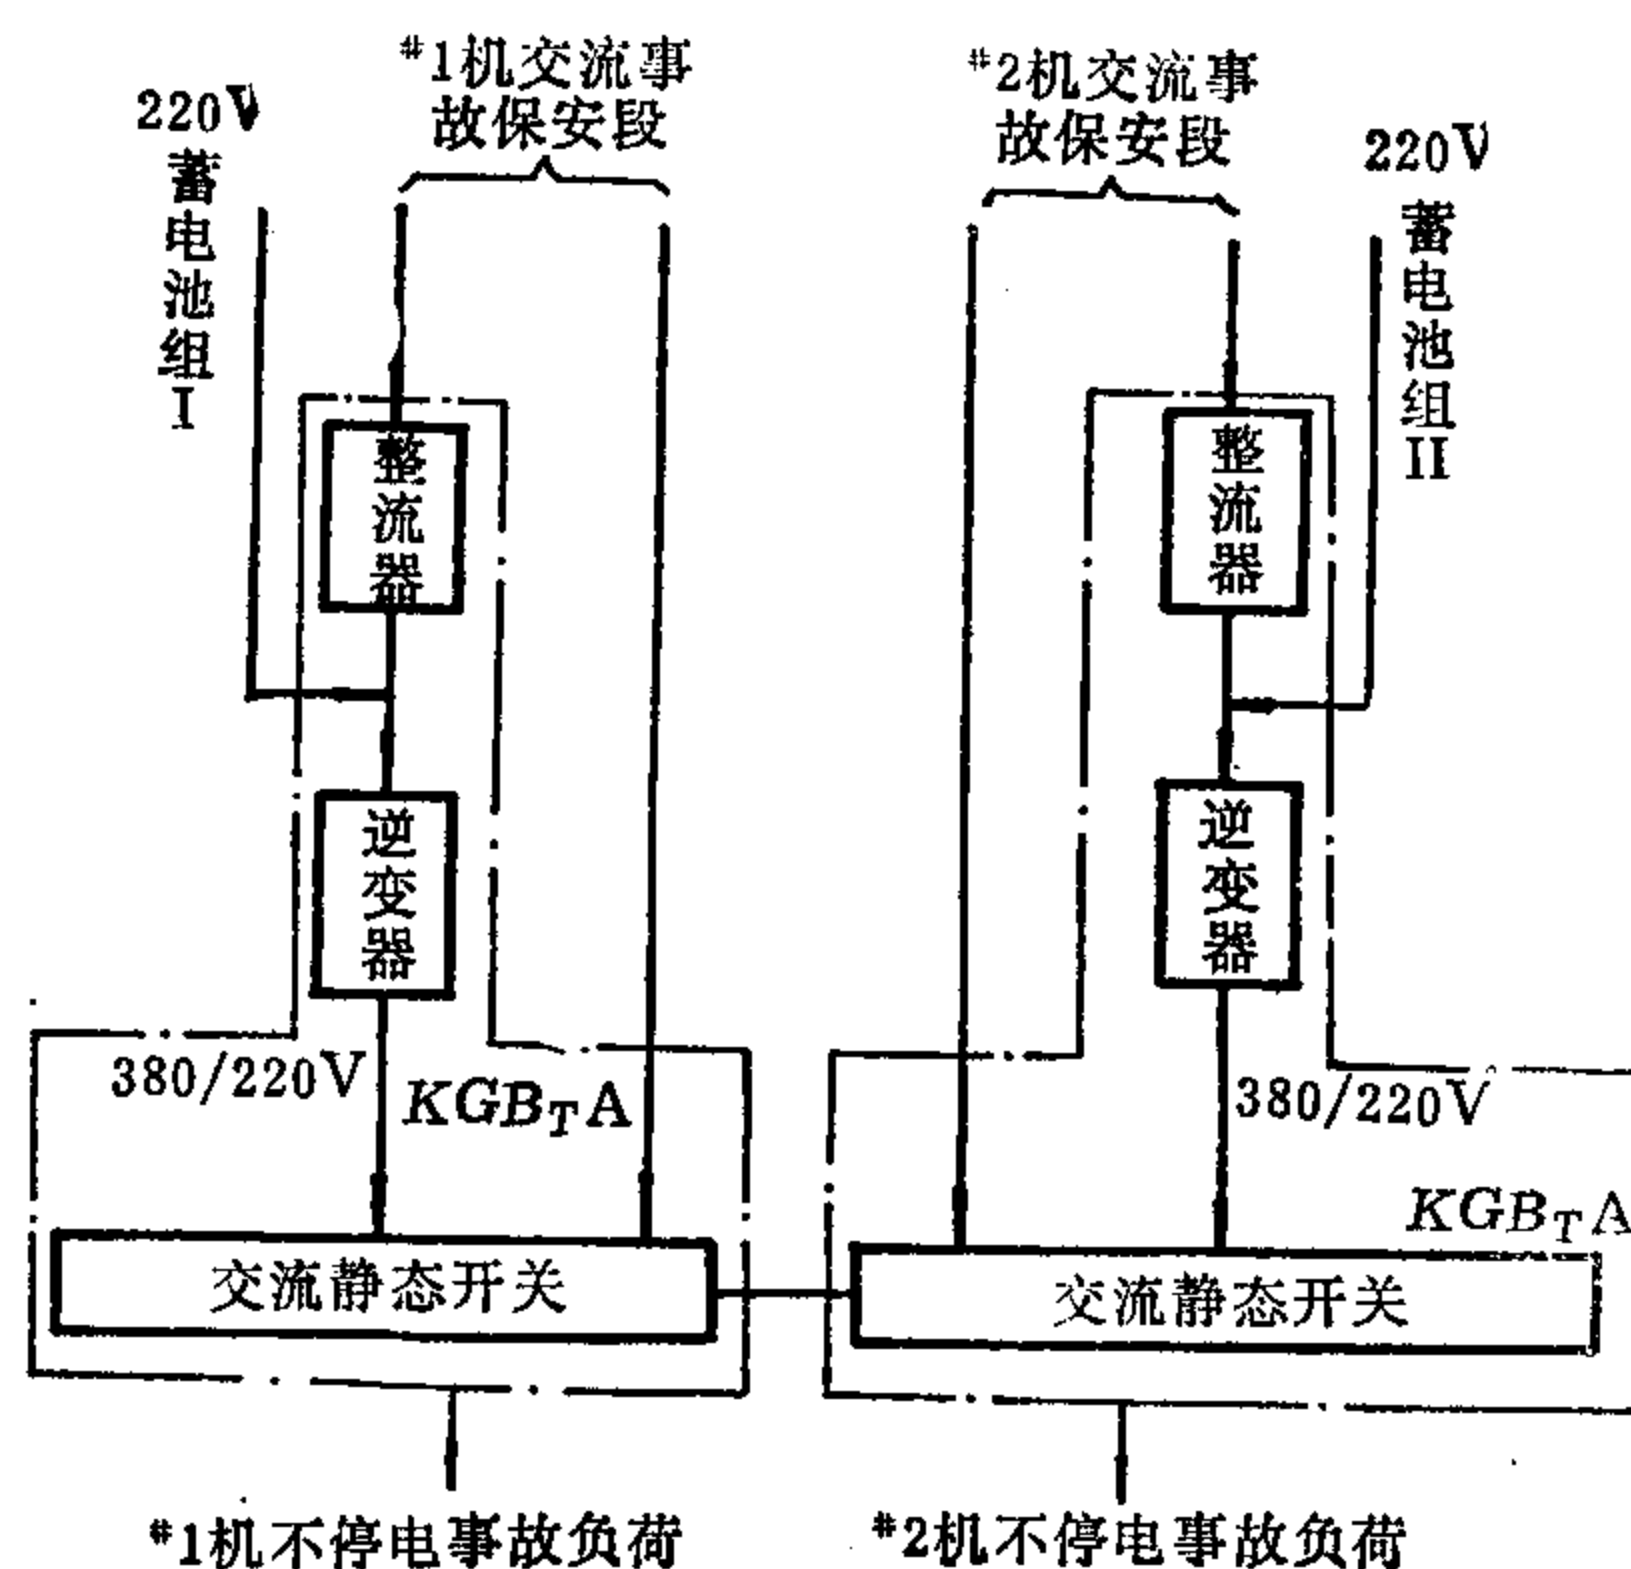 #1机交流事
故保安段
#2机交流事
故保安段
220V
蓄电池组I
220V
蓄电池组II
整流器
整流器
逆变器
逆变器
380/220V
KGBTA
380/220V
KGBTA
交流静态开关
交流静态开关
#1机不停电事故负荷
#2机不停电事故负荷